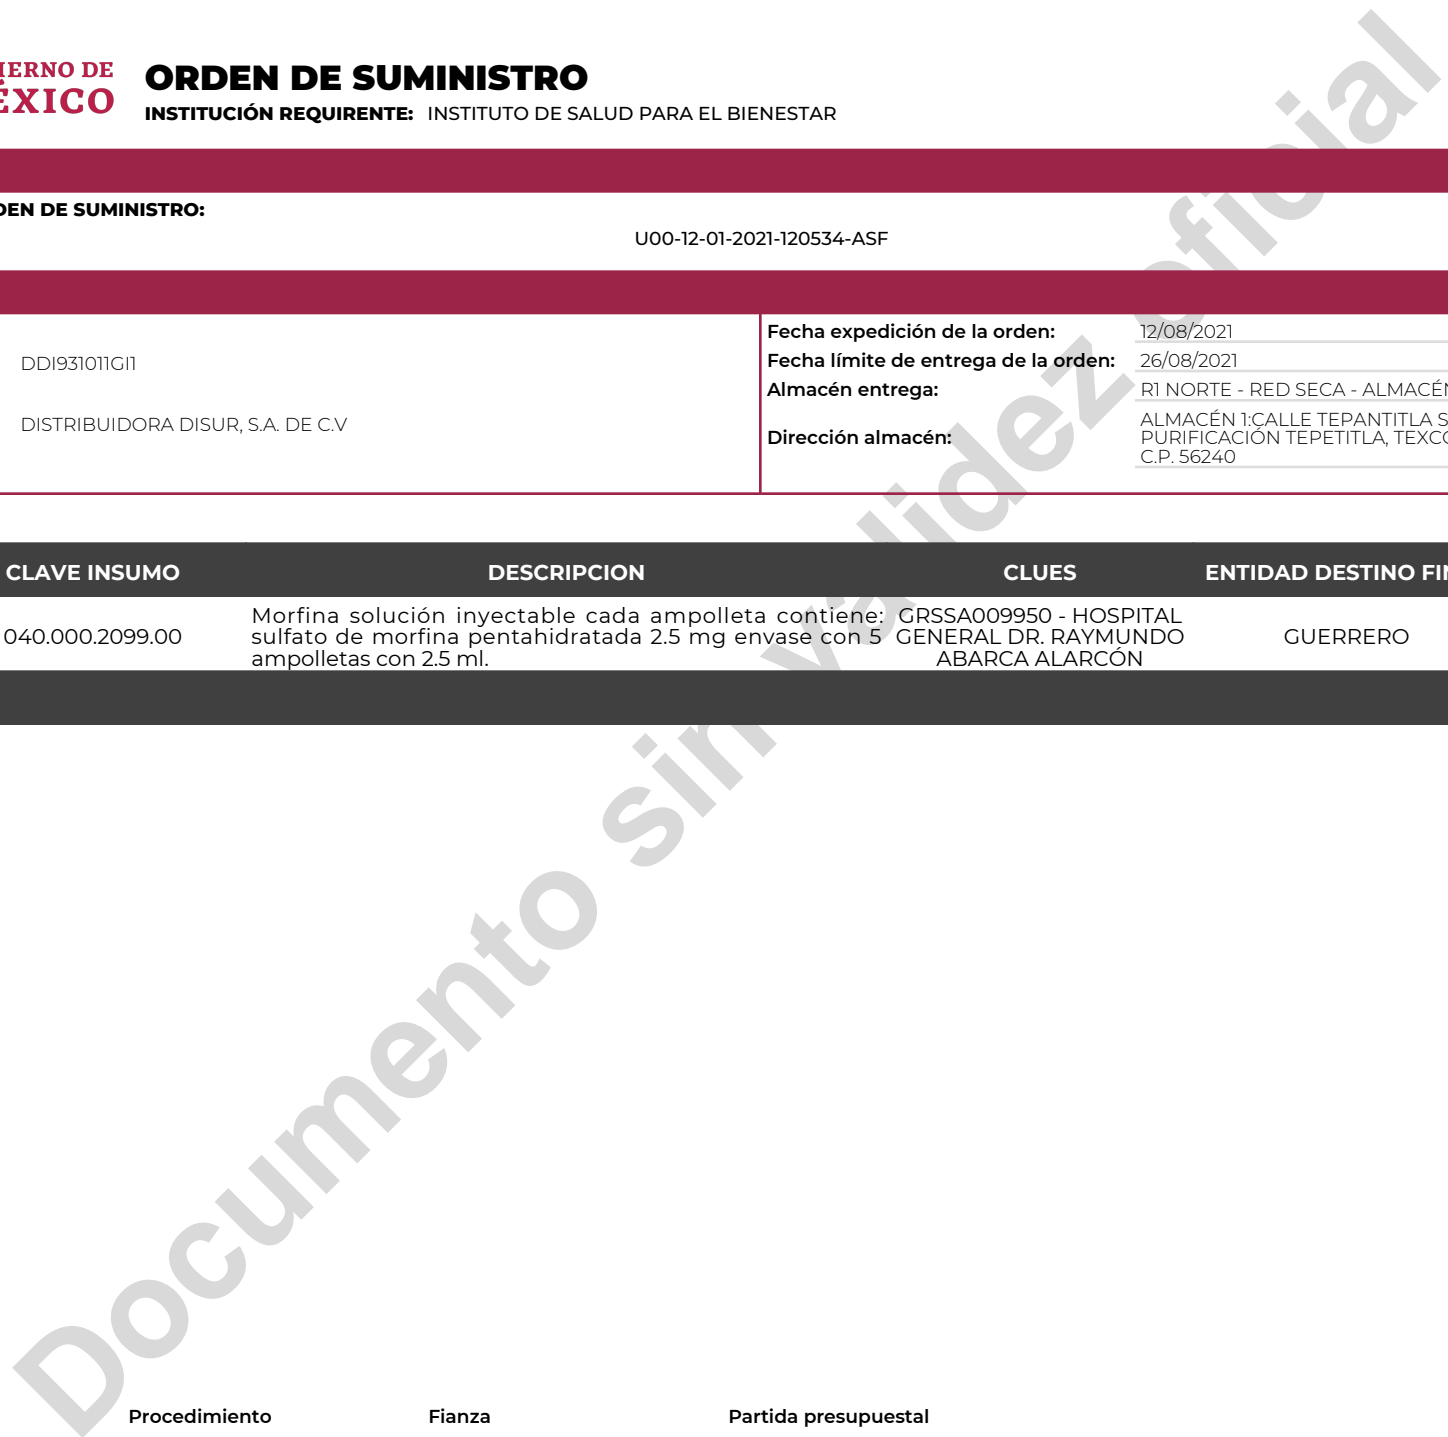 IERNO DE
ÉXICO
ORDEN DE SUMINISTRO
INSTITUCIÓN REQUIRENTE: INSTITUTO DE SALUD PARA EL BIENESTAR
DEN DE SUMINISTRO:
U00-12-01-2021-120534-ASF
DDI931011GI1
DISTRIBUIDORA DISUR, S.A. DE C.V
Fecha expedición de la orden: 12/08/2021
Fecha límite de entrega de la orden: 26/08/2021
Almacén entrega: R1 NORTE - RED SECA - ALMACÉN
Dirección almacén:
ALMACÉN 1:CALLE TEPANTITLA S
PURIFICACIÓN TEPETITLA, TEXCO
C.P. 56240
CLAVE INSUMO DESCRIPCION CLUES ENTIDAD DESTINO FIN
040.000.2099.00
Morfina solución inyectable cada ampolleta contiene:
sulfato de morfina pentahidratada 2.5 mg envase con 5
ampolletas con 2.5 ml.
GRSSA009950 - HOSPITAL
GENERAL DR. RAYMUNDO
ABARCA ALARCÓN
GUERRERO
Documento sin validez oficial
Procedimiento Fianza Partida presupuestal